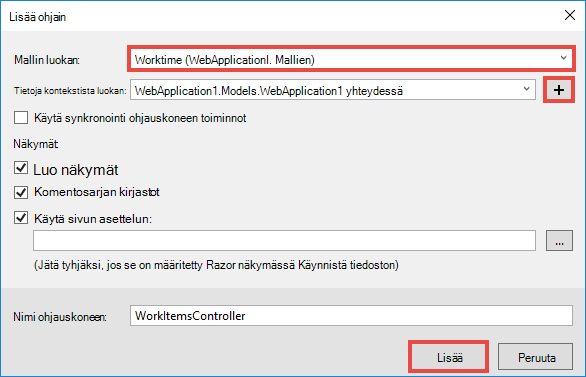 Lisää ohjain
Mallin luokan: Worktime (WebApplicationl. Mallien)
Tietoja kontekstista luokan: WebApplication1.Models.WebApplication1 yhteydessä +
Käytä synkronointi ohjauskoneen toiminnot
Näkymät:
Luo näkymät
Komentosarjan kirjastot
Käytä sivun asettelun:
...
(Jätä tyhjäksi, jos se on määritetty Razor näkymässä Käynnistä tiedoston)
Nimi ohjauskoneen: WorkItemsController
Lisää Peruuta